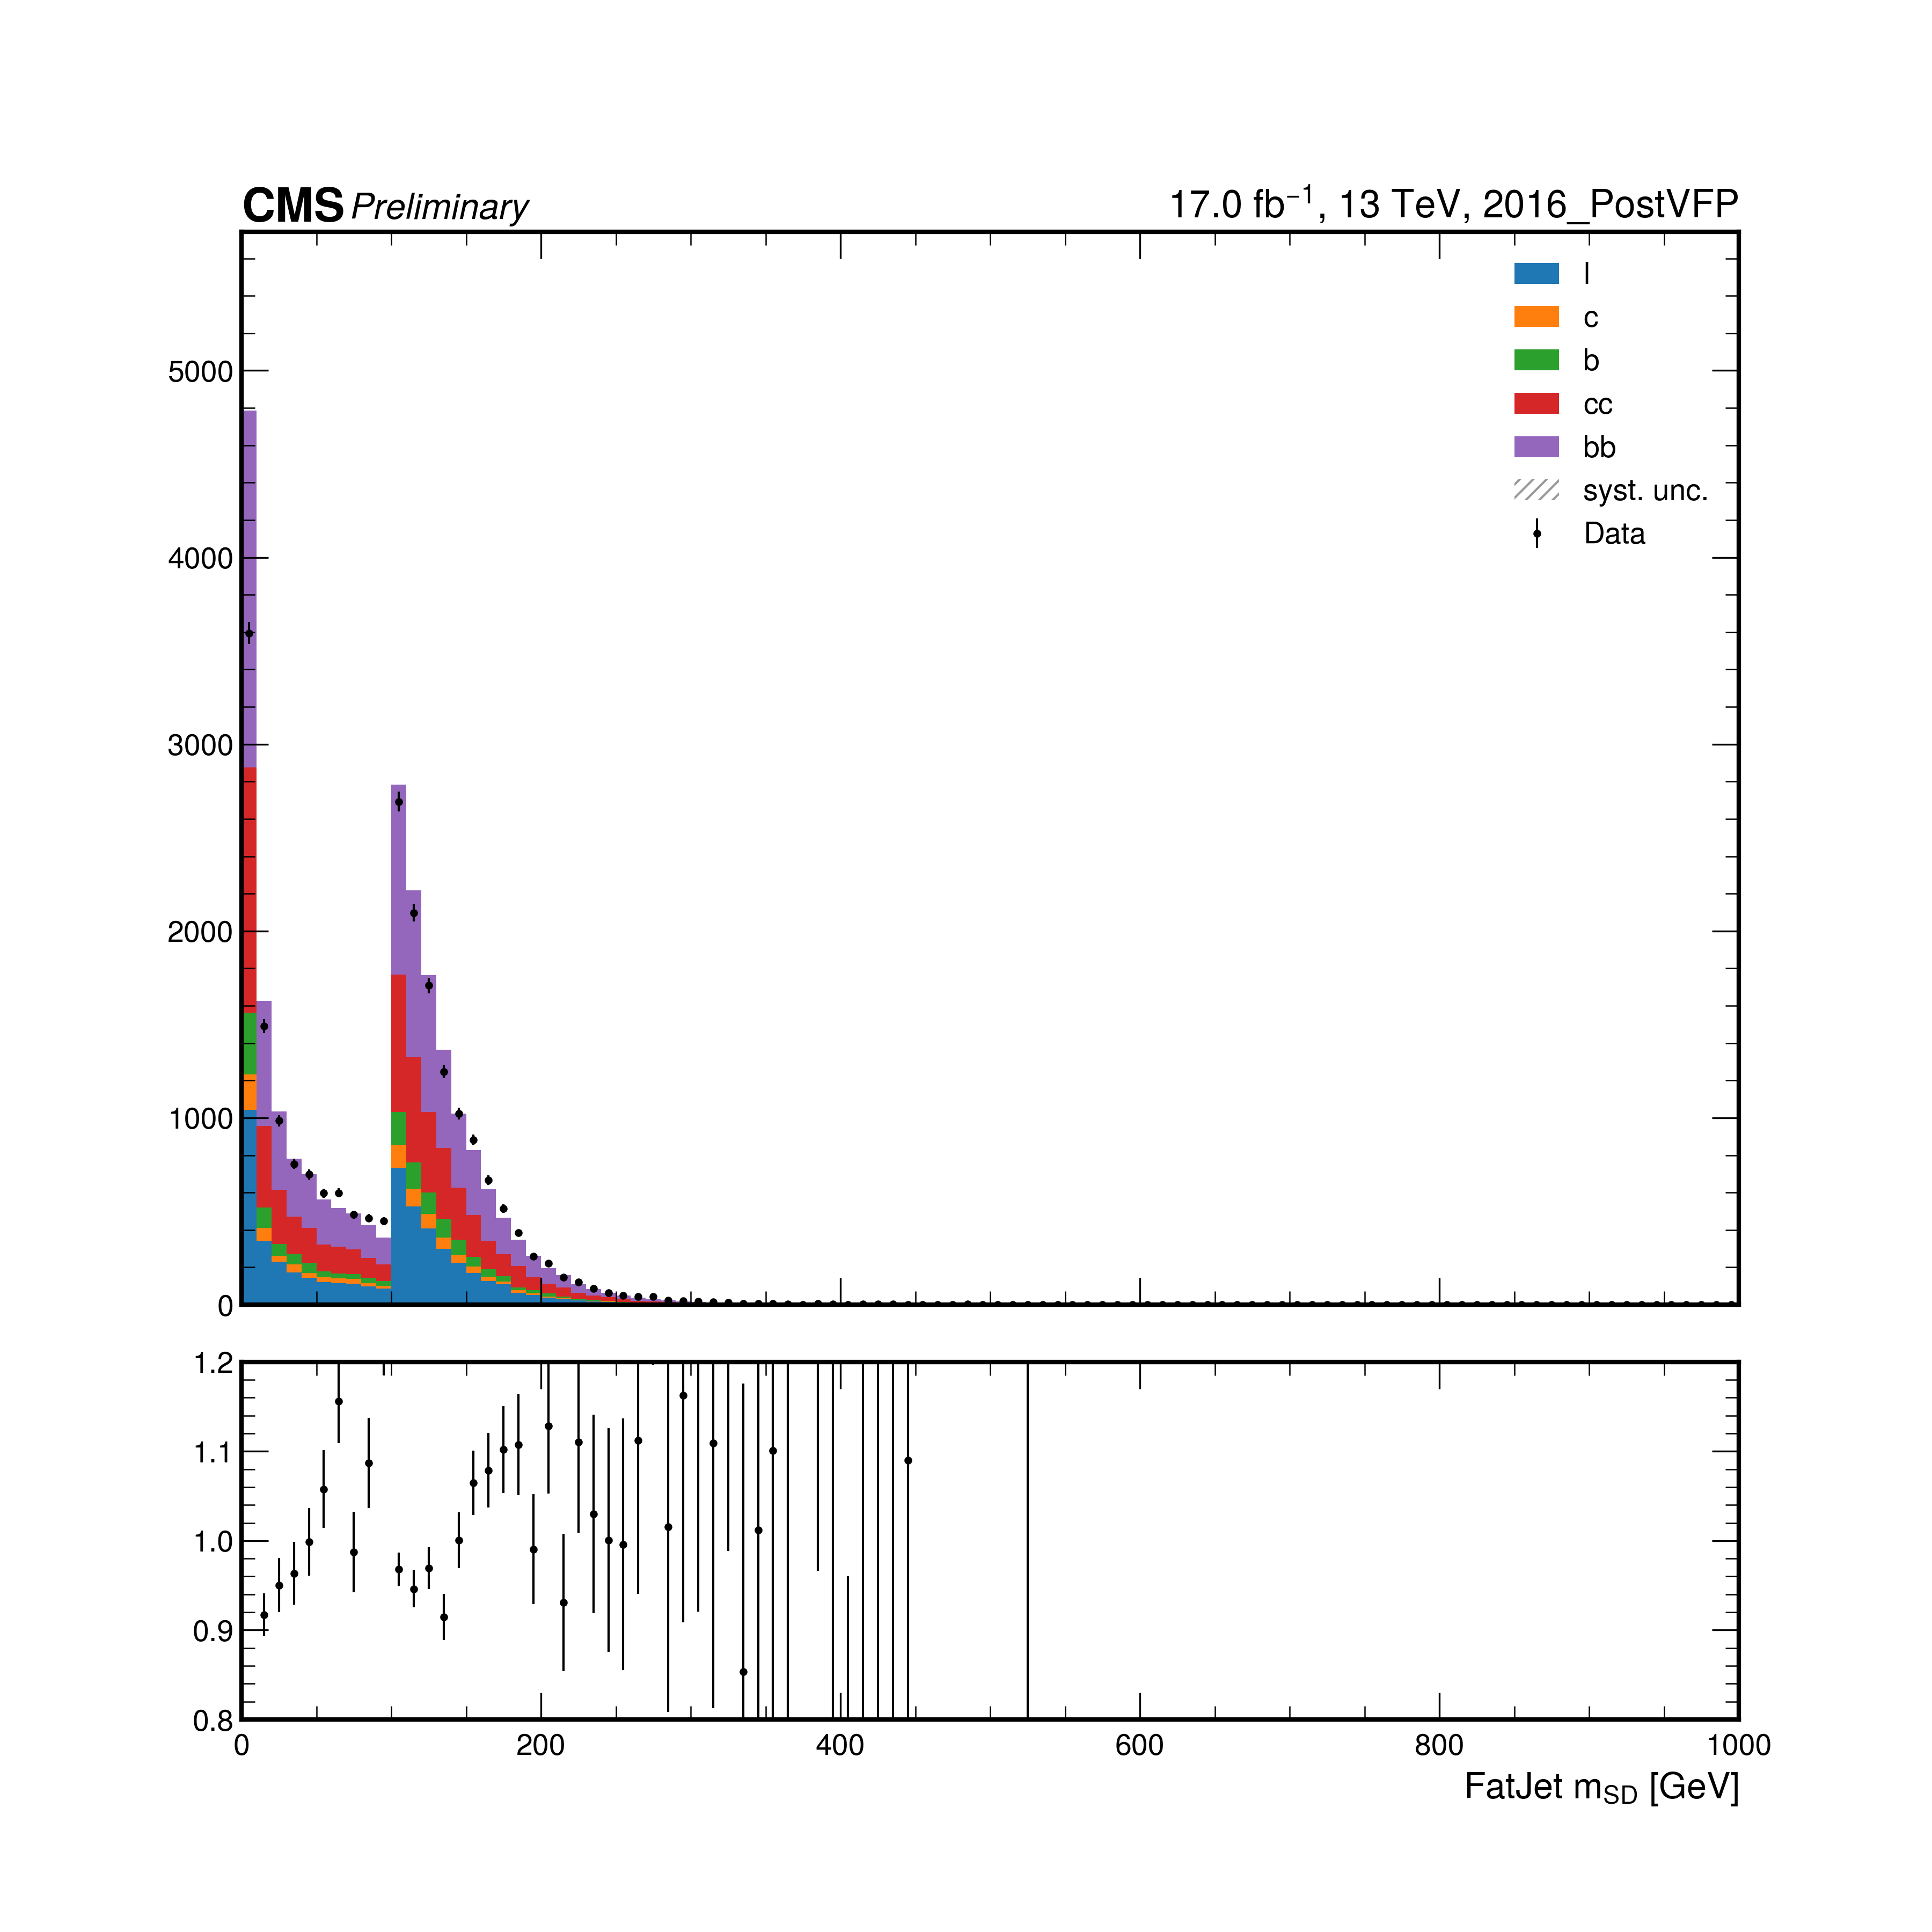 CMS Preliminary 17.0 fb⁻¹, 13 TeV, 2016_PostVFP
l
c
b
cc
bb
syst. unc.
Data
5000
4000
3000
2000
1000
0
1.2
1.1
1.0
0.9
0.8
0 200 400 600 800 1000
FatJet m_SD [GeV]